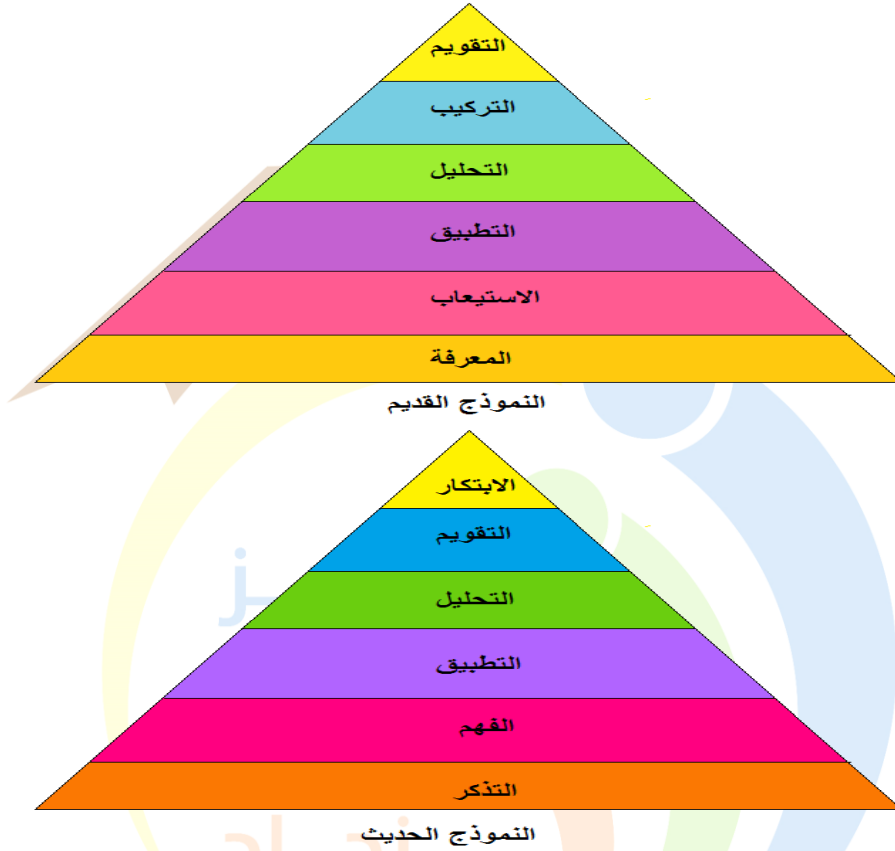 التقويم
التركيب
التحليل
التطبيق
الاستيعاب
المعرفة
النموذج القديم
الابتكار
التقويم
التحليل
التطبيق
الفهم
التذكر
النموذج الحديث